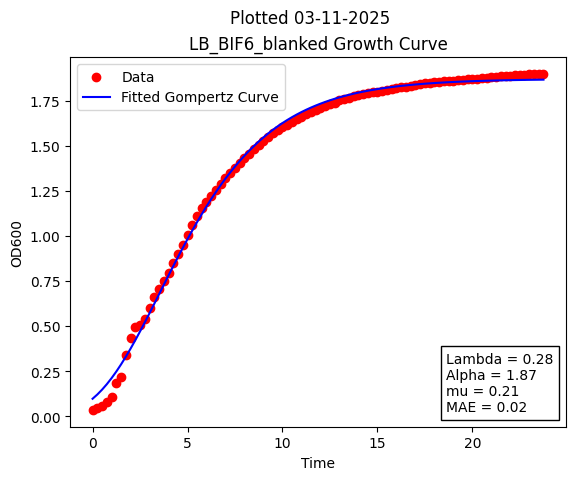 Plotted 03-11-2025
LB_BIF6_blanked Growth Curve
Data
Fitted Gompertz Curve
OD600
1.75
1.50
1.25
1.00
0.75
0.50
0.25
0.00
Lambda = 0.28
Alpha = 1.87
mu = 0.21
MAE = 0.02
0 5 10 15 20
Time